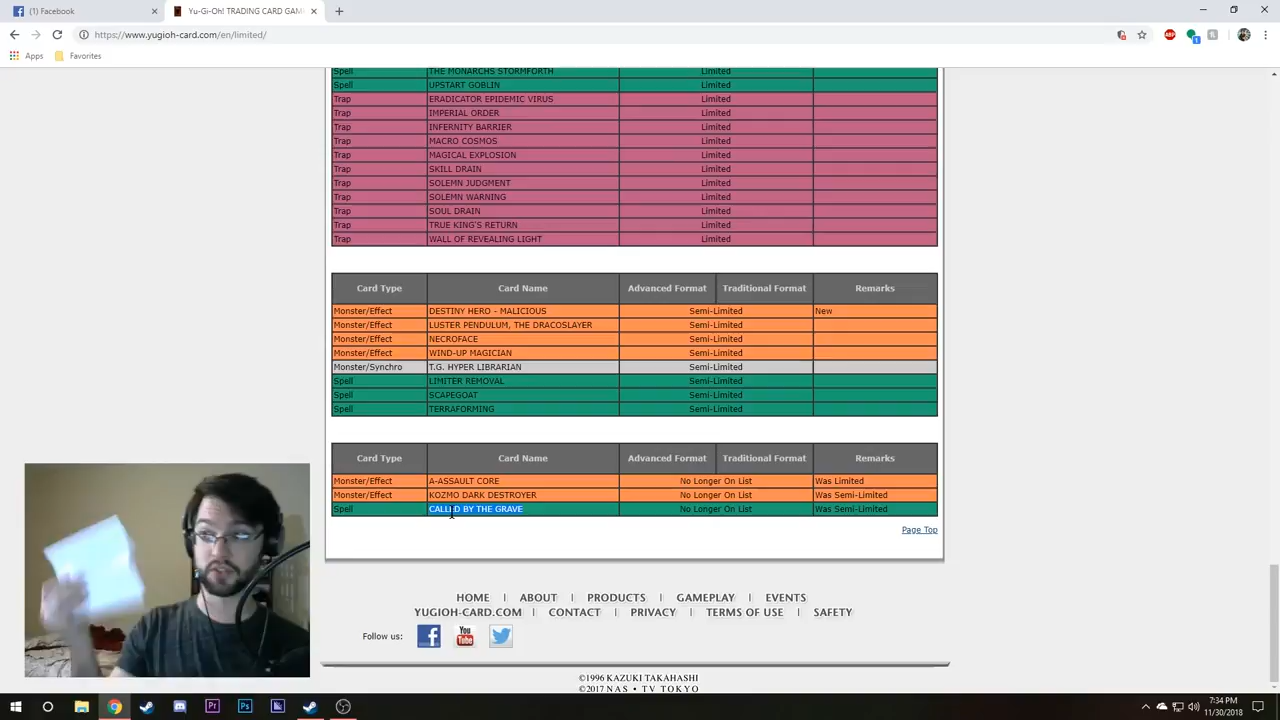 (1) Facebook
Yu-Gi-Oh! TRADING CARD GAM
https://www.yugioh-card.com/en/limited/
Apps Favorites
Spell THE MONARCHS STORMFORTH Limited
Spell UPSTART GOBLIN Limited
Trap ERADICATOR EPIDEMIC VIRUS Limited
Trap IMPERIAL ORDER Limited
Trap INFERNITY BARRIER Limited
Trap MACRO COSMOS Limited
Trap MAGICAL EXPLOSION Limited
Trap SKILL DRAIN Limited
Trap SOLEMN JUDGMENT Limited
Trap SOLEMN WARNING Limited
Trap SOUL DRAIN Limited
Trap TRUE KING'S RETURN Limited
Trap WALL OF REVEALING LIGHT Limited
Card Type Card Name Advanced Format Traditional Format Remarks
Monster/Effect DESTINY HERO - MALICIOUS Semi-Limited New
Monster/Effect LUSTER PENDULUM, THE DRACOSLAYER Semi-Limited
Monster/Effect NECROFACE Semi-Limited
Monster/Effect WIND-UP MAGICIAN Semi-Limited
Monster/Synchro T.G. HYPER LIBRARIAN Semi-Limited
Spell LIMITER REMOVAL Semi-Limited
Spell SCAPEGOAT Semi-Limited
Spell TERRAFORMING Semi-Limited
Card Type Card Name Advanced Format Traditional Format Remarks
Monster/Effect A-ASSAULT CORE No Longer On List Was Limited
Monster/Effect KOZMO DARK DESTROYER No Longer On List Was Semi-Limited
Spell CALLED BY THE GRAVE No Longer On List Was Semi-Limited
Page Top
HOME | ABOUT | PRODUCTS | GAMEPLAY | EVENTS
YUGIOH-CARD.COM | CONTACT | PRIVACY | TERMS OF USE | SAFETY
Follow us: f You Tube
©1996 KAZUKI TAKAHASHI
©2017 NAS • TV TOKYO
Pr Ps
7:34 PM
11/30/2018